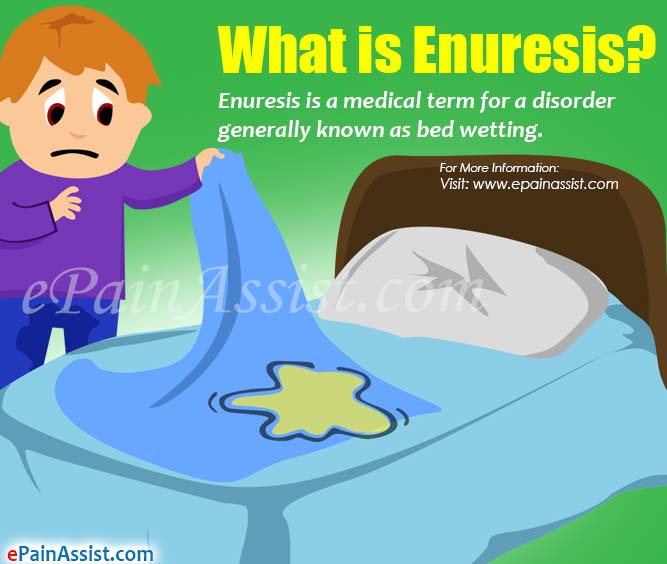 What is Enuresis?
Enuresis is a medical term for a disorder
generally known as bed wetting.
For More Information:
Visit: www.epainassist.com
ePainAssist.com
ePainAssist.com